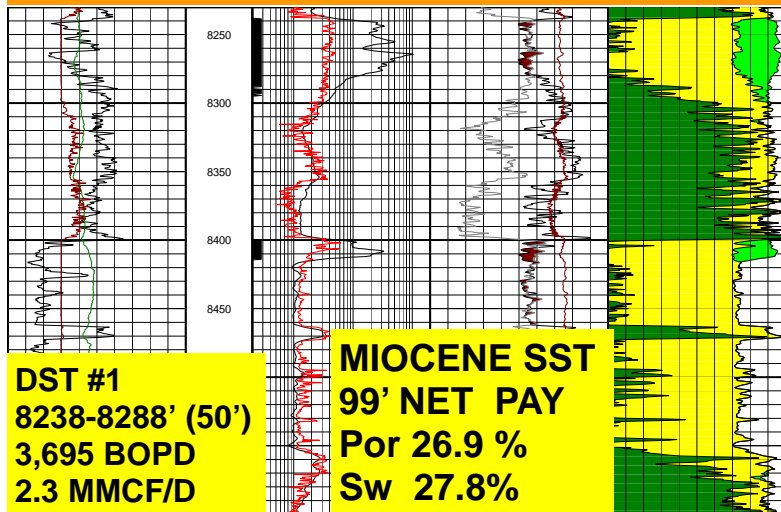 8250
8300
8350
8400
8450
DST #1
8238-8288' (50')
3,695 BOPD
2.3 MMCF/D
MIOCENE SST
99' NET PAY
Por 26.9 %
Sw 27.8%